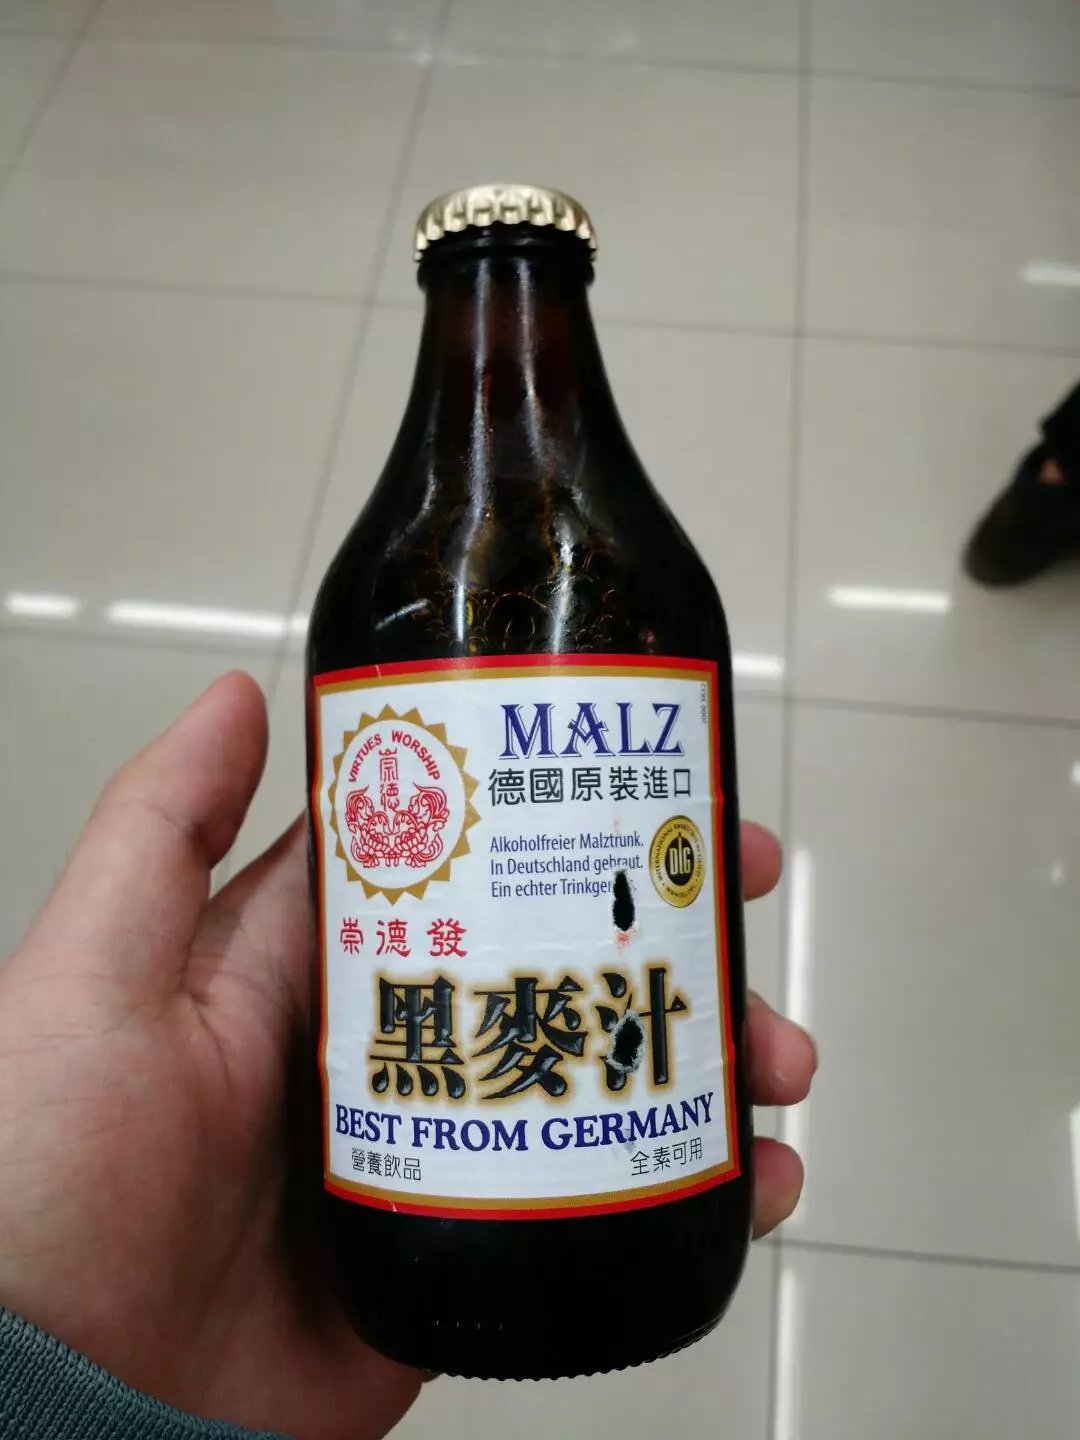 VIRTUES WORSHIP
崇德
MALZ
德國原裝進口
Alkoholfreier Malztrunk.
In Deutschland gebraut.
Ein echter
DLG
崇德發
黑麥汁
BEST FROM GERMANY
營養飲品
全素可用